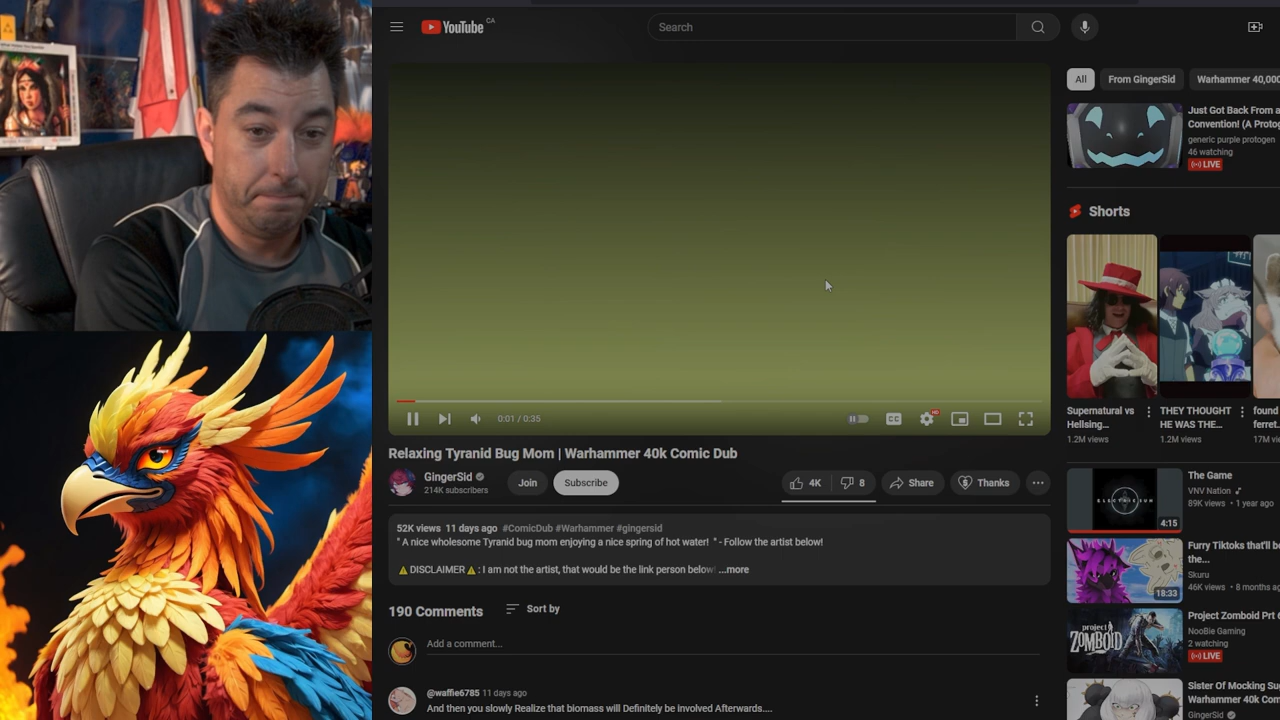 YouTube
CA
Search
All
From GingerSid
Warhammer 40,000
Just Got Back From a
Convention! (A Protog
generic purple protogen
46 watching
LIVE
Shorts
Supernatural vs
Hellsing...
1.2M views
THEY THOUGHT
HE WAS THE...
1.2M views
found
ferret...
17M vi
0:01 / 0:35
CC
HD
Relaxing Tyranid Bug Mom | Warhammer 40k Comic Dub
GingerSid
214K subscribers
Join
Subscribe
4K
8
Share
Thanks
52K views 11 days ago #ComicDub #Warhammer #gingersid
" A nice wholesome Tyranid bug mom enjoying a nice spring of hot water! " - Follow the artist below!
DISCLAIMER : I am not the artist, that would be the link person below ...more
190 Comments
Sort by
Add a comment...
@waffie6785 11 days ago
And then you slowly Realize that biomass will Definitely be involved Afterwards....
ELECTRONIUM
4:15
The Game
VNV Nation
89K views • 1 year ago
18:33
Furry Tiktoks that'll be
the...
Skuru
46K views • 8 months a
project
ZOMBOID
Project Zomboid Prt 6
NooBie Gaming
2 watching
LIVE
Sister Of Mocking Su
Warhammer 40k Com
GingerSid